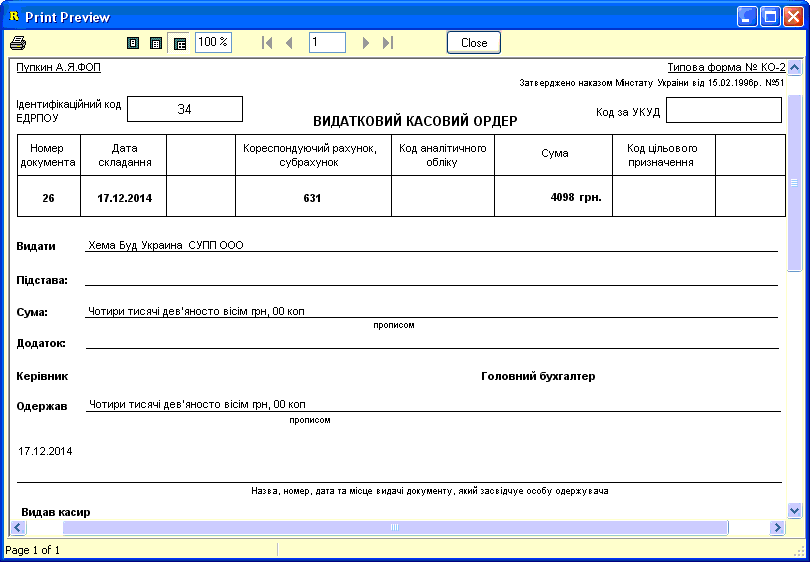 Print Preview
100 %
1
Close
Пупкин А.Я.ФОП
Типова форма № КО-2
Затверджено наказом Мінстату України від 15.02.1996р. №51
Ідентифікаційний код
ЕДРПОУ
34
Код за УКУД
ВИДАТКОВИЙ КАСОВИЙ ОРДЕР
Номер документа
Дата складання
Кореспондуючий рахунок, субрахунок
Код аналітичного обліку
Сума
Код цільового призначення
26
17.12.2014
631
4098 грн.
Видати Хема Буд Украина СУПП ООО
Підстава:
Сума: Чотири тисячі дев'яносто вісім грн, 00 коп
прописом
Додаток:
Керівник Головний бухгалтер
Одержав Чотири тисячі дев'яносто вісім грн, 00 коп
прописом
17.12.2014
Назва, номер, дата та місце видачі документу, який засвідчує особу одержувача
Видав касир
Page 1 of 1